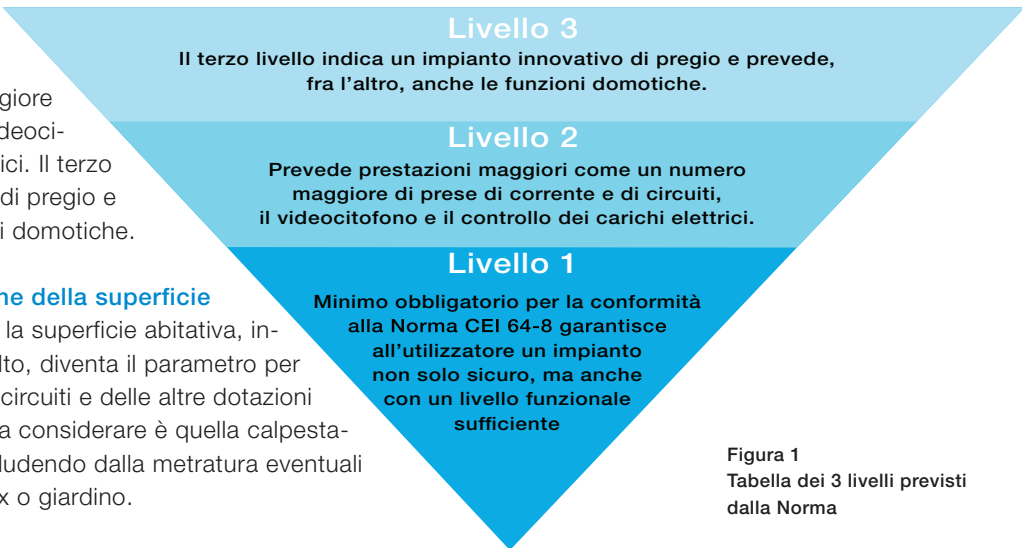 giore
deoci-
ici. Il terzo
di pregio e
i domotiche.
ne della superficie
la superficie abitativa, in-
lto, diventa il parametro per
circuiti e delle altre dotazioni
a considerare è quella calpesta-
ludendo dalla metratura eventuali
x o giardino.
Livello 3
Il terzo livello indica un impianto innovativo di pregio e prevede,
fra l'altro, anche le funzioni domotiche.
Livello 2
Prevede prestazioni maggiori come un numero
maggiore di prese di corrente e di circuiti,
il videocitofono e il controllo dei carichi elettrici.
Livello 1
Minimo obbligatorio per la conformità
alla Norma CEI 64-8 garantisce
all'utilizzatore un impianto
non solo sicuro, ma anche
con un livello funzionale
sufficiente
Figura 1
Tabella dei 3 livelli previsti
dalla Norma